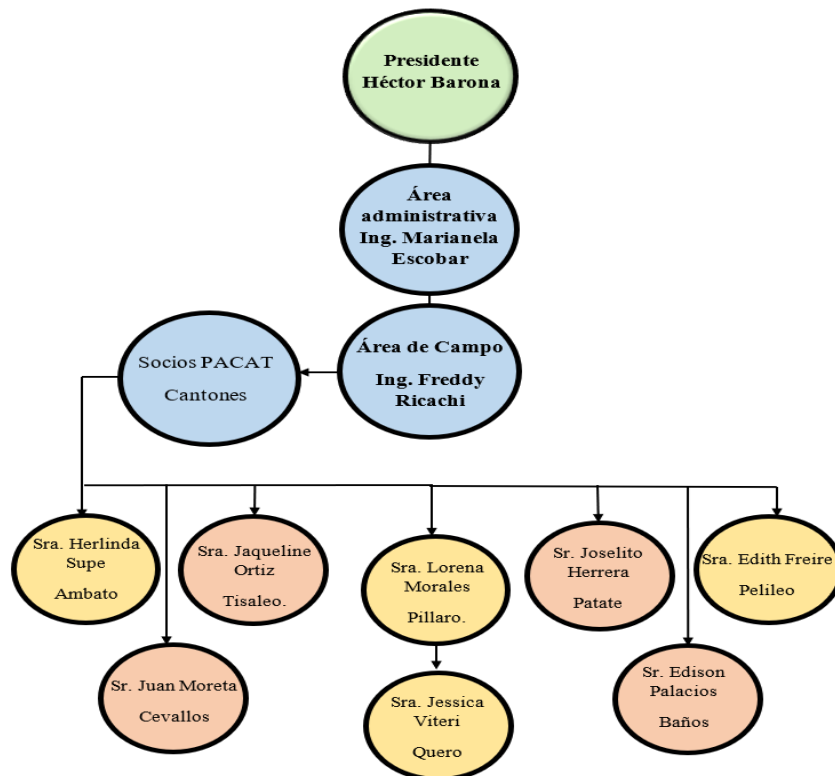 Presidente
Héctor Barona
Área
administrativa
Ing. Marianela
Escobar
Área de Campo
Ing. Freddy
Ricachi
Socios PACAT
Cantones
Sra. Herlinda
Supe
Ambato
Sra. Jaqueline
Ortiz
Tisaleo.
Sra. Lorena
Morales
Pillaro.
Sr. Joselito
Herrera
Patate
Sra. Edith Freire
Pelileo
Sr. Juan Moreta
Cevallos
Sra. Jessica
Viteri
Quero
Sr. Edison
Palacios
Baños